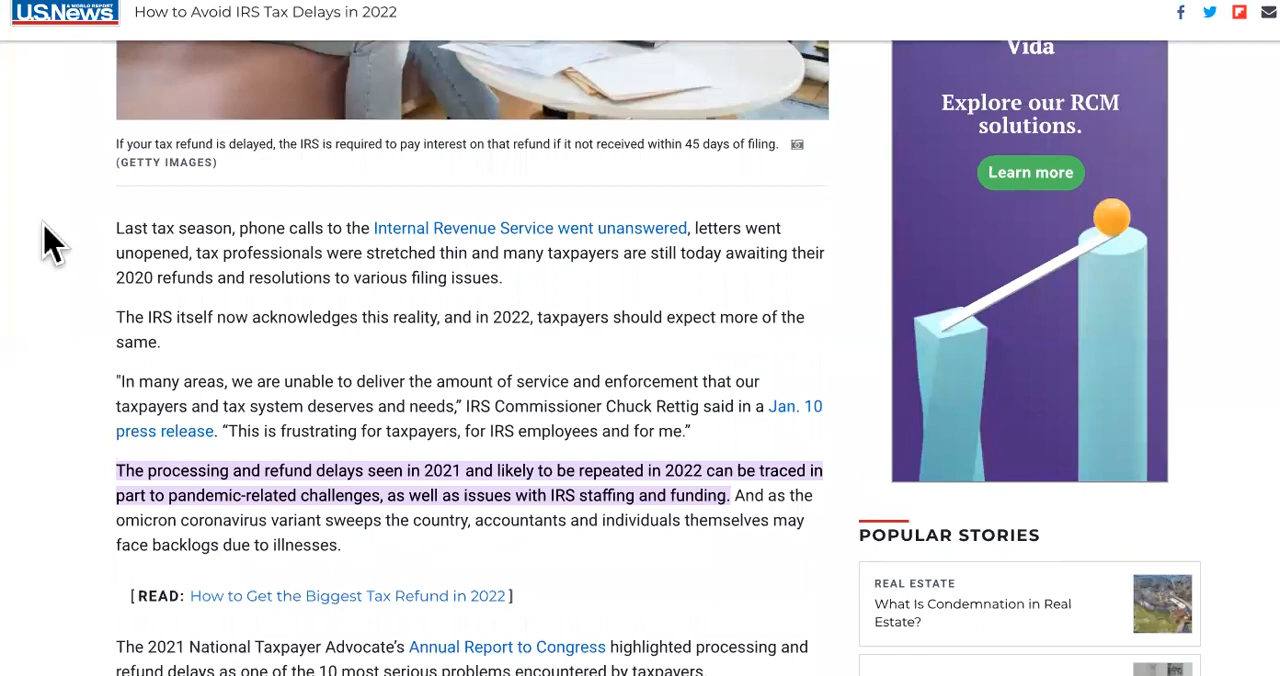 U.S.News
& WORLD REPORT
How to Avoid IRS Tax Delays in 2022
If your tax refund is delayed, the IRS is required to pay interest on that refund if it not received within 45 days of filing.
(GETTY IMAGES)
Last tax season, phone calls to the Internal Revenue Service went unanswered, letters went
unopened, tax professionals were stretched thin and many taxpayers are still today awaiting their
2020 refunds and resolutions to various filing issues.
The IRS itself now acknowledges this reality, and in 2022, taxpayers should expect more of the
same.
"In many areas, we are unable to deliver the amount of service and enforcement that our
taxpayers and tax system deserves and needs,” IRS Commissioner Chuck Rettig said in a Jan. 10
press release. “This is frustrating for taxpayers, for IRS employees and for me.”
The processing and refund delays seen in 2021 and likely to be repeated in 2022 can be traced in
part to pandemic-related challenges, as well as issues with IRS staffing and funding. And as the
omicron coronavirus variant sweeps the country, accountants and individuals themselves may
face backlogs due to illnesses.
[ READ: How to Get the Biggest Tax Refund in 2022 ]
The 2021 National Taxpayer Advocate’s Annual Report to Congress highlighted processing and
refund delays as one of the 10 most serious problems encountered by taxpayers.
Vida
Explore our RCM
solutions.
Learn more
POPULAR STORIES
REAL ESTATE
What Is Condemnation in Real
Estate?